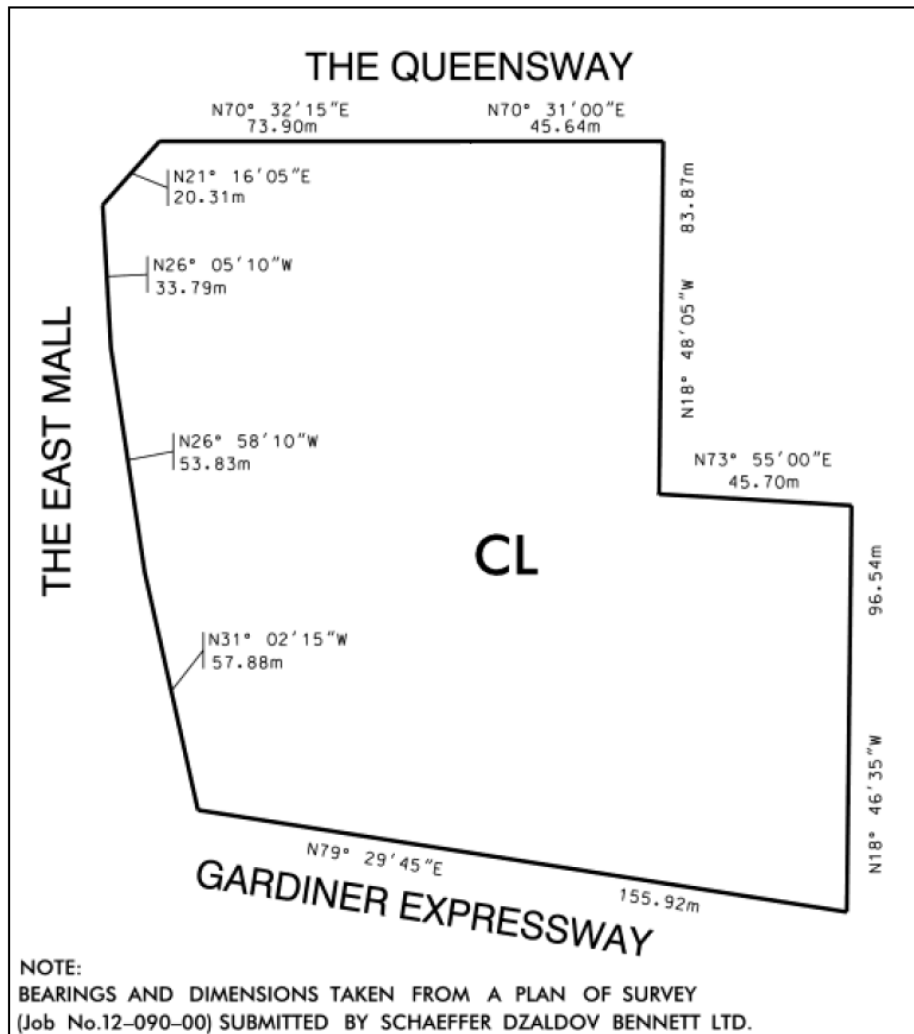 THE QUEENSWAY
N70° 32'15"E
73.90m
N70° 31'00"E
45.64m
N21° 16'05"E
20.31m
83.87m
N18° 48'05"W
N26° 05'10"W
33.79m
THE EAST MALL
N26° 58'10"W
53.83m
N73° 55'00"E
45.70m
CL
96.54m
N18° 46'35"W
N31° 02'15"W
57.88m
N79° 29'45"E
155.92m
GARDINER EXPRESSWAY
NOTE:
BEARINGS AND DIMENSIONS TAKEN FROM A PLAN OF SURVEY
(Job No.12-090-00) SUBMITTED BY SCHAEFFER DZALDOV BENNETT LTD.